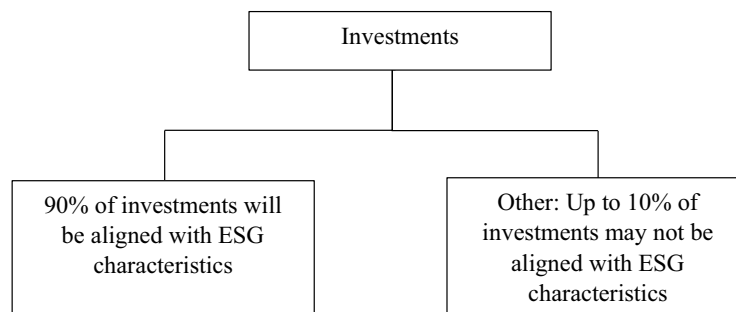 Investments
90% of investments will
be aligned with ESG
characteristics
Other: Up to 10% of
investments may not be
aligned with ESG
characteristics